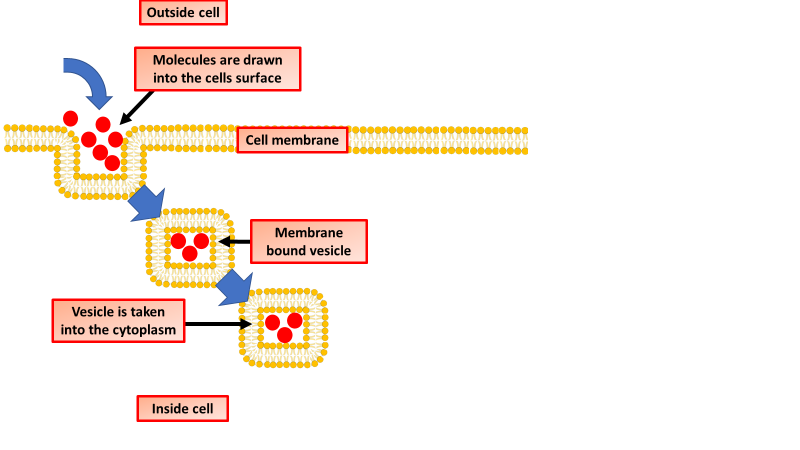 Outside cell
Molecules are drawn
into the cells surface
Cell membrane
Membrane
bound vesicle
Vesicle is taken
into the cytoplasm
Inside cell